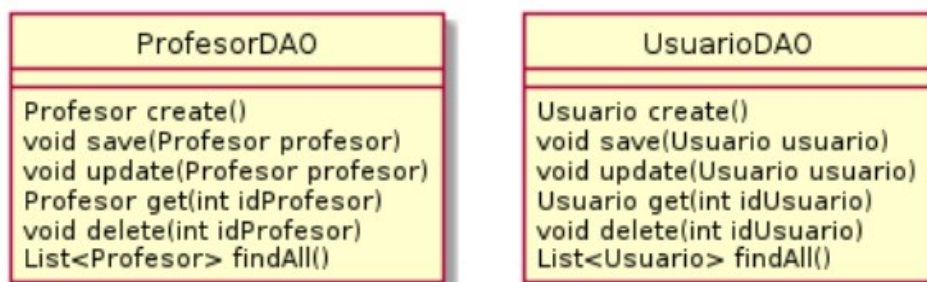 ProfesorDAO
Profesor create()
void save(Profesor profesor)
void update(Profesor profesor)
Profesor get(int idProfesor)
void delete(int idProfesor)
List<Profesor> findAll()
UsuarioDAO
Usuario create()
void save(Usuario usuario)
void update(Usuario usuario)
Usuario get(int idUsuario)
void delete(int idUsuario)
List<Usuario> findAll()